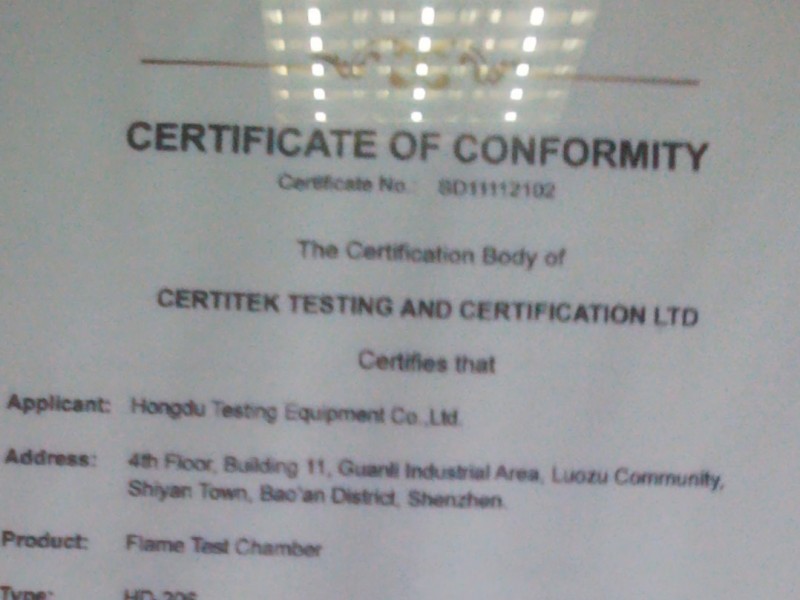 CERTIFICATE OF CONFORMITY
Certificate No.: SD11112102
The Certification Body of
CERTITEK TESTING AND CERTIFICATION LTD
Certifies that
Applicant: Hongdu Testing Equipment Co.,Ltd.
Address: 4th Floor, Building 11, Guanli Industrial Area, Luozu Community,
Shiyan Town, Bao'an District, Shenzhen.
Product: Flame Test Chamber
Type: